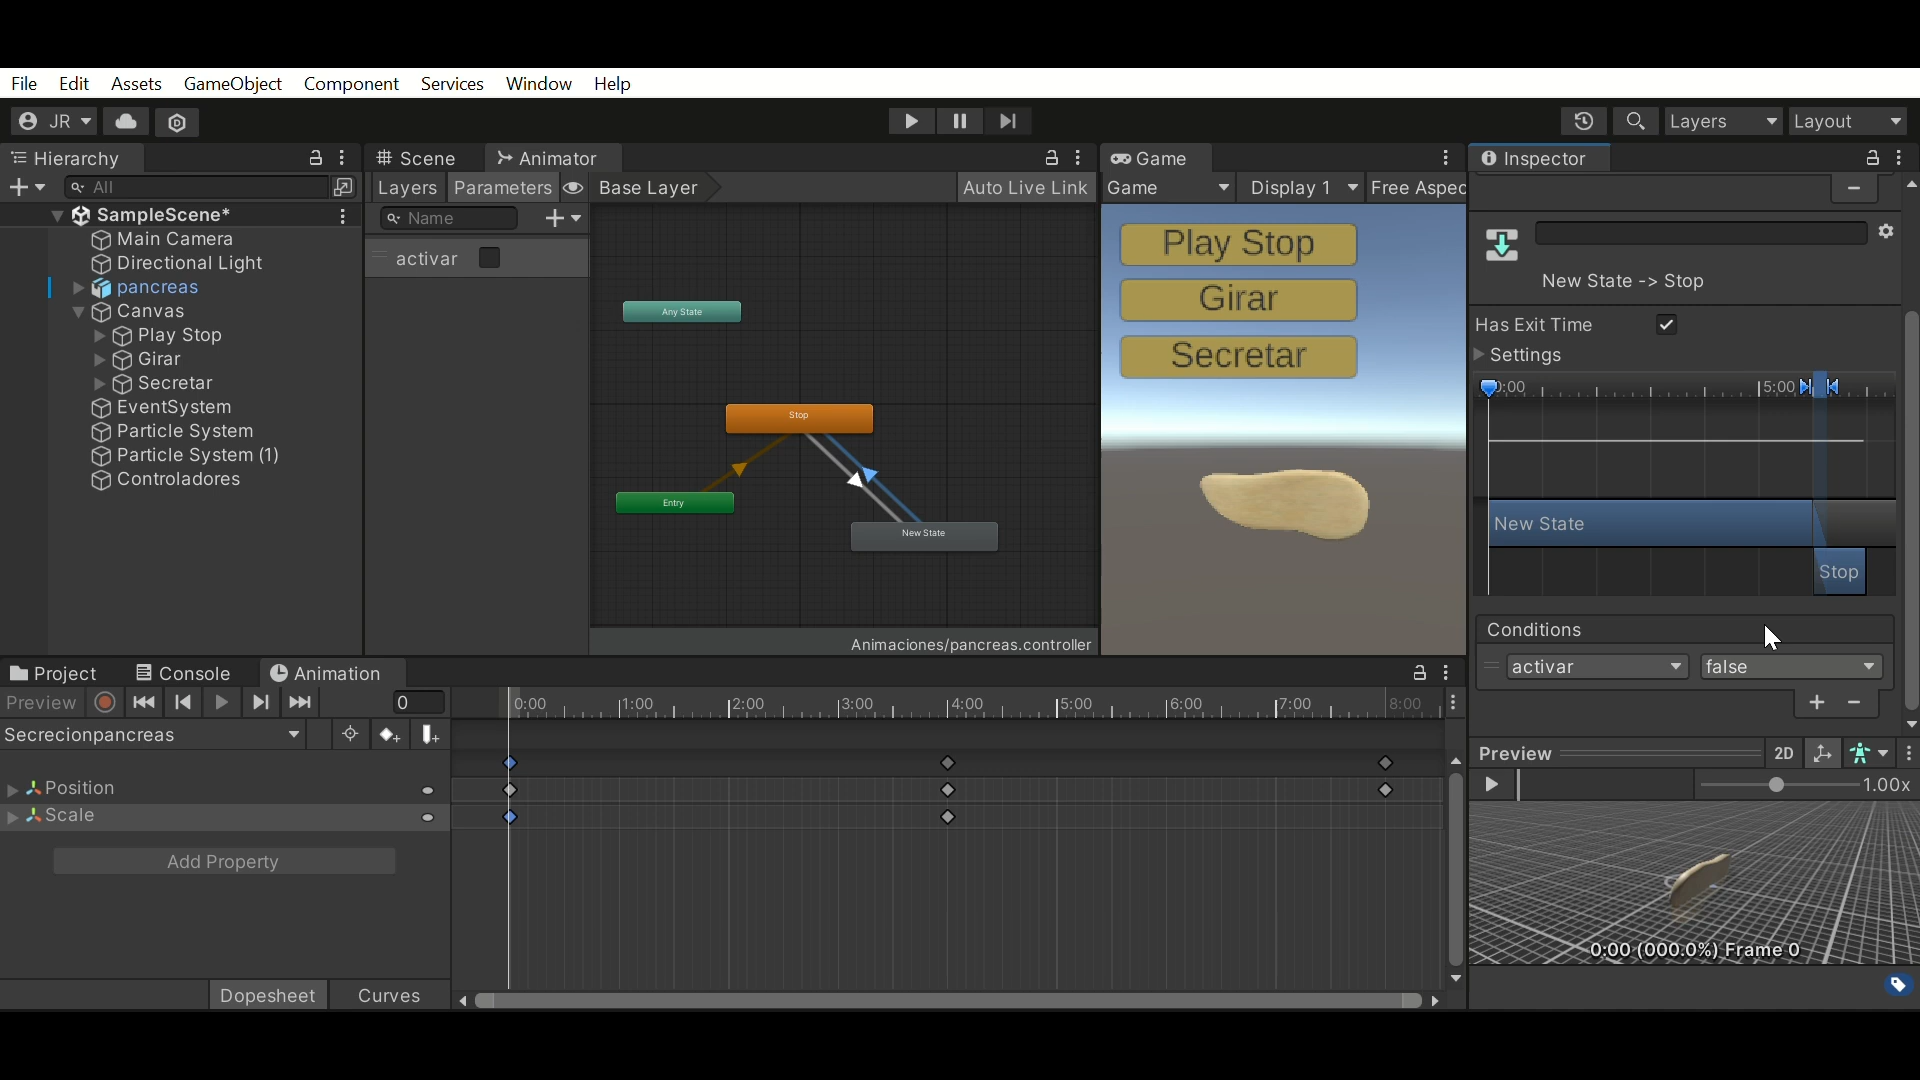 File Edit Assets GameObject Component Services Window Help
JR Layers Layout
Hierarchy Scene Animator Game Inspector
All Layers Parameters Base Layer Auto Live Link Game Display 1 Free Aspec
SampleScene* Name
Main Camera
Directional Light activar
pancreas
Canvas
Play Stop
Girar
Secretar
EventSystem
Particle System
Particle System (1)
Controladores
Any State
Stop
Entry
New State
Animaciones/pancreas.controller
Play Stop
Girar
Secretar
New State -> Stop
Has Exit Time
Settings
0:00 5:00
New State
Stop
Conditions
activar false
Project Console Animation
Preview 0 0:00 1:00 2:00 3:00 4:00 5:00 6:00 7:00 8:00
Secrecionpancreas
Position
Scale
Add Property
Dopesheet Curves
Preview 2D
1.00x
0:00 (000.0%) Frame 0